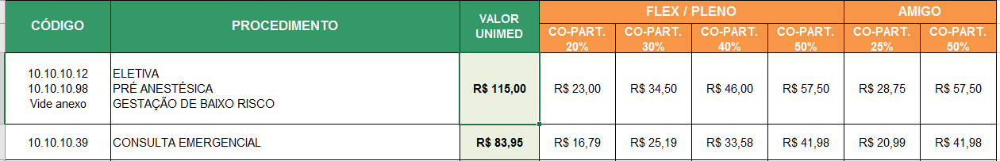 CÓDIGO PROCEDIMENTO VALOR UNIMED FLEX / PLENO AMIGO
CO-PART. 20% CO-PART. 30% CO-PART. 40% CO-PART. 50% CO-PART. 25% CO-PART. 50%
10.10.10.12 ELETIVA
10.10.10.98 PRÉ ANESTÉSICA R$ 115,00 R$ 23,00 R$ 34,50 R$ 46,00 R$ 57,50 R$ 28,75 R$ 57,50
Vide anexo GESTAÇÃO DE BAIXO RISCO
10.10.10.39 CONSULTA EMERGENCIAL R$ 83,95 R$ 16,79 R$ 25,19 R$ 33,58 R$ 41,98 R$ 20,99 R$ 41,98